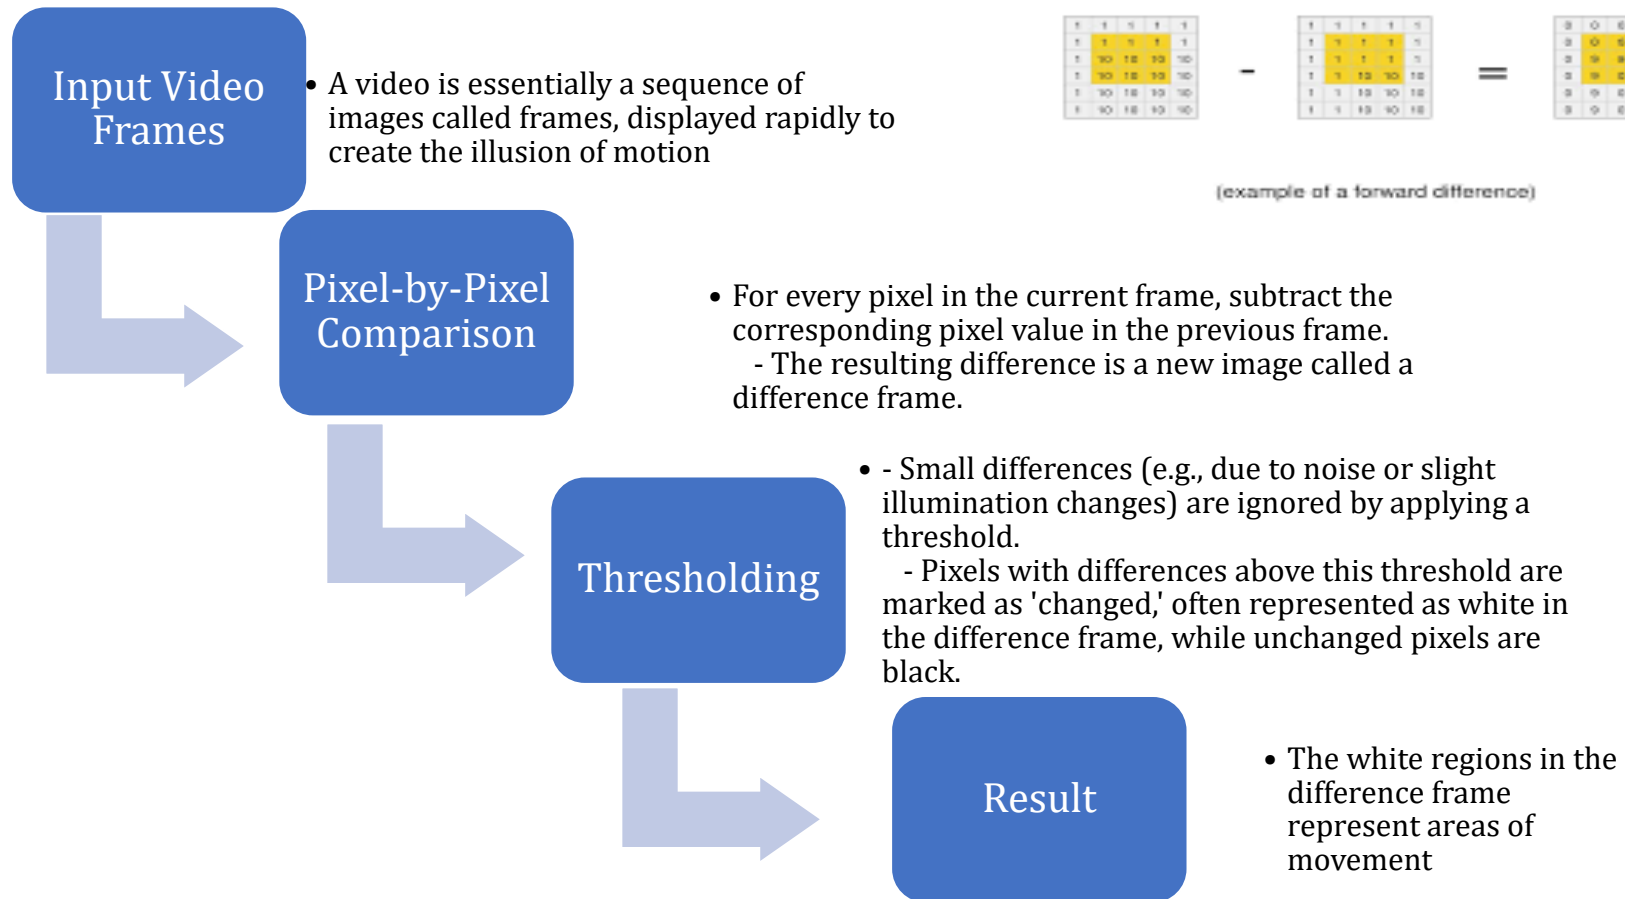 Input Video
Frames
• A video is essentially a sequence of
images called frames, displayed rapidly to
create the illusion of motion
-
=
(example of a forward difference)
Pixel-by-Pixel
Comparison
• For every pixel in the current frame, subtract the
corresponding pixel value in the previous frame.
- The resulting difference is a new image called a
difference frame.
Thresholding
• - Small differences (e.g., due to noise or slight
illumination changes) are ignored by applying a
threshold.
- Pixels with differences above this threshold are
marked as 'changed,' often represented as white in
the difference frame, while unchanged pixels are
black.
Result
• The white regions in the
difference frame
represent areas of
movement